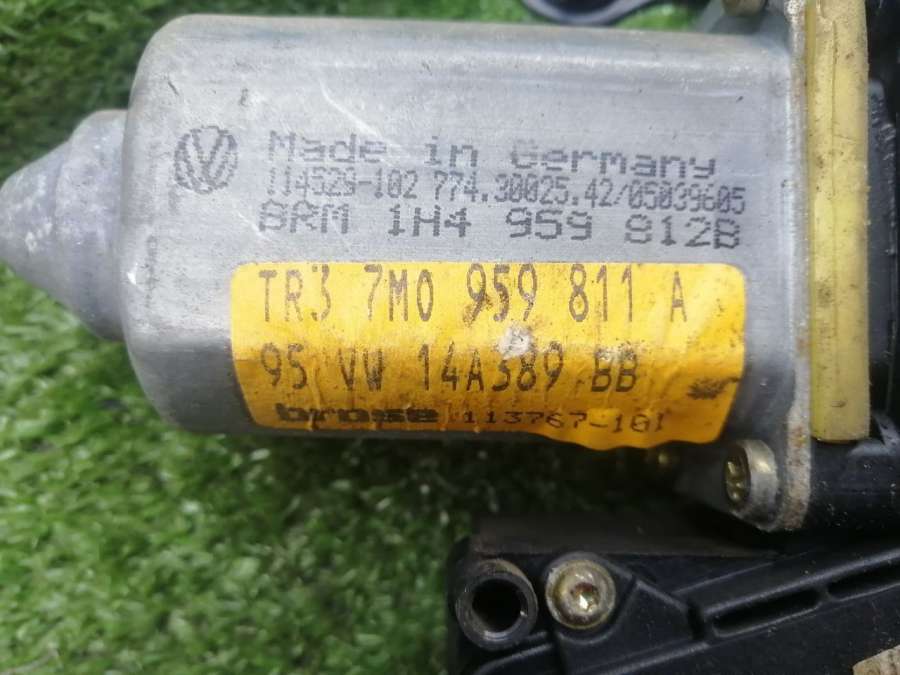 Made in Germany
114529-102 774.30025.42/05039605
BRM 1H4 959 812B
TR3 7M0 959 811 A
95 VW 14A389 BB
brose 113767-101